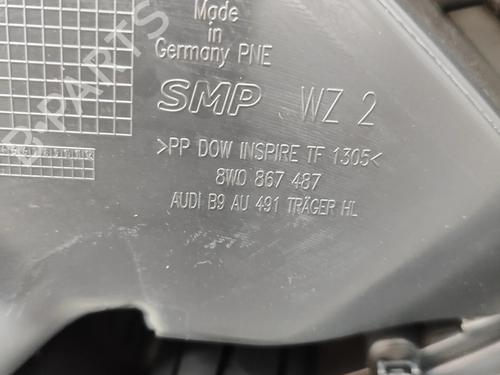 Made
in
Germany PNE
SMP WZ 2
>PP DOW INSPIRE TF 1305<
8W0 867 487
AUDI B9 AU 491 TRÄGER HL
B-PARTS